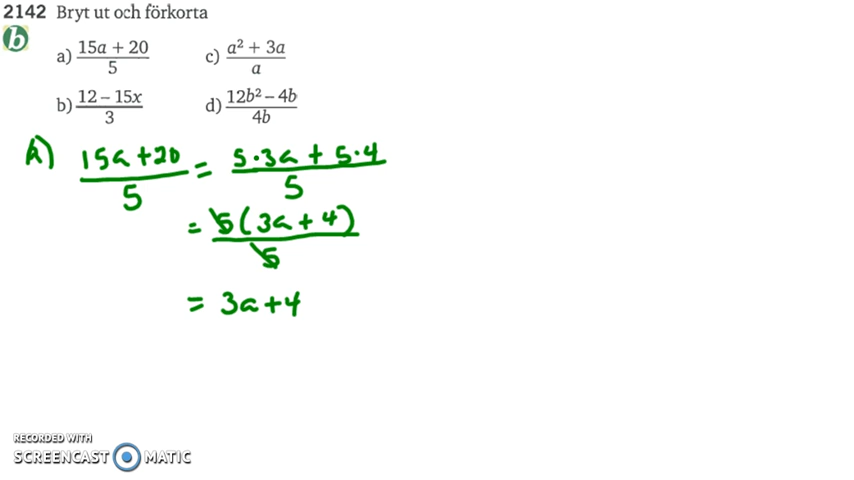 2142 Bryt ut och förkorta
b
a) 15a + 20 / 5 c) a² + 3a / a
b) 12 – 15x / 3 d) 12b² – 4b / 4b
a) 15a+20 / 5 = 5·3a + 5·4 / 5
= 5(3a+4) / 5
= 3a+4
RECORDED WITH
SCREENCAST MATIC